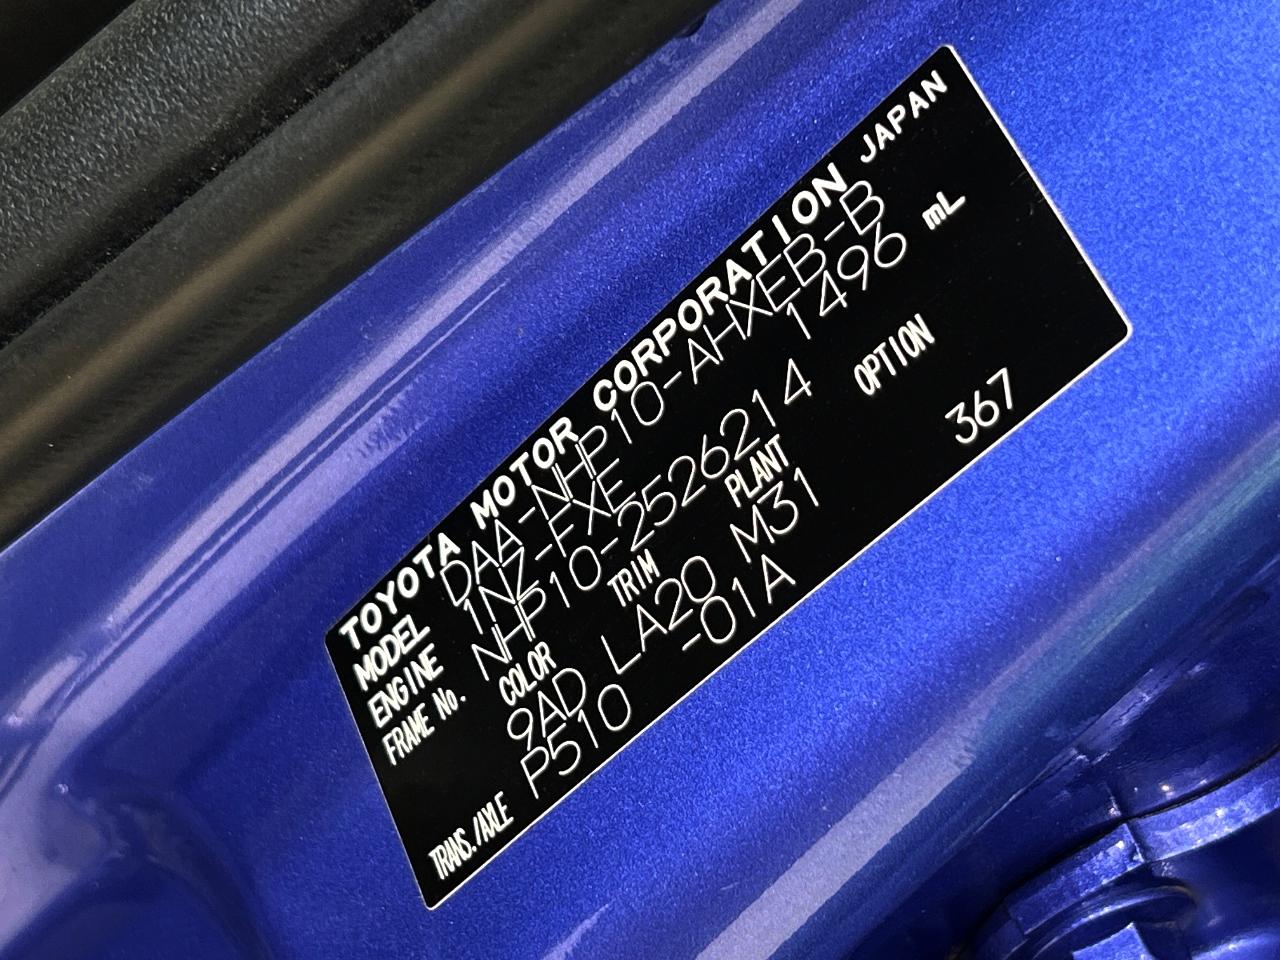 TOYOTA MOTOR CORPORATION JAPAN
MODEL DAA-NHP10-AHXEB-B
ENGINE 1NZ-FXE 1496 mL
FRAME No. NHP10-2526214
COLOR TRIM PLANT OPTION
9AD LA20 M31 367
TRANS./AXLE P510 -01A